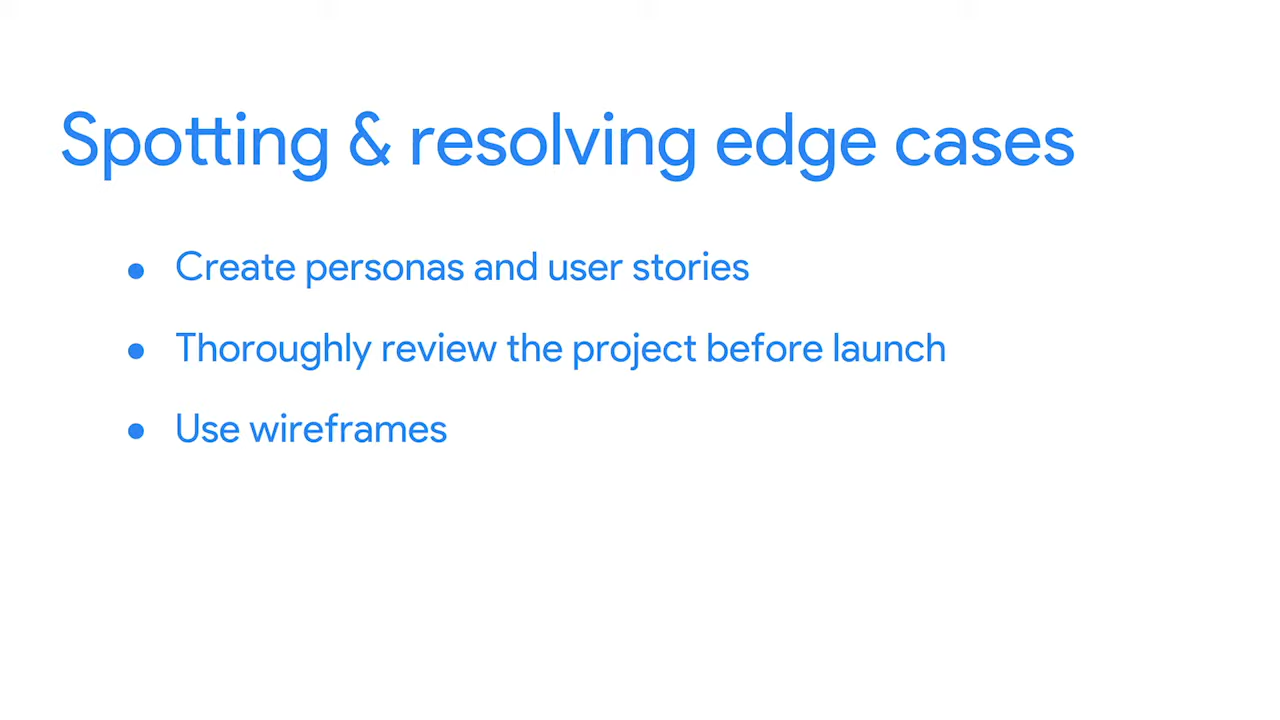 Spotting & resolving edge cases
● Create personas and user stories
● Thoroughly review the project before launch
● Use wireframes